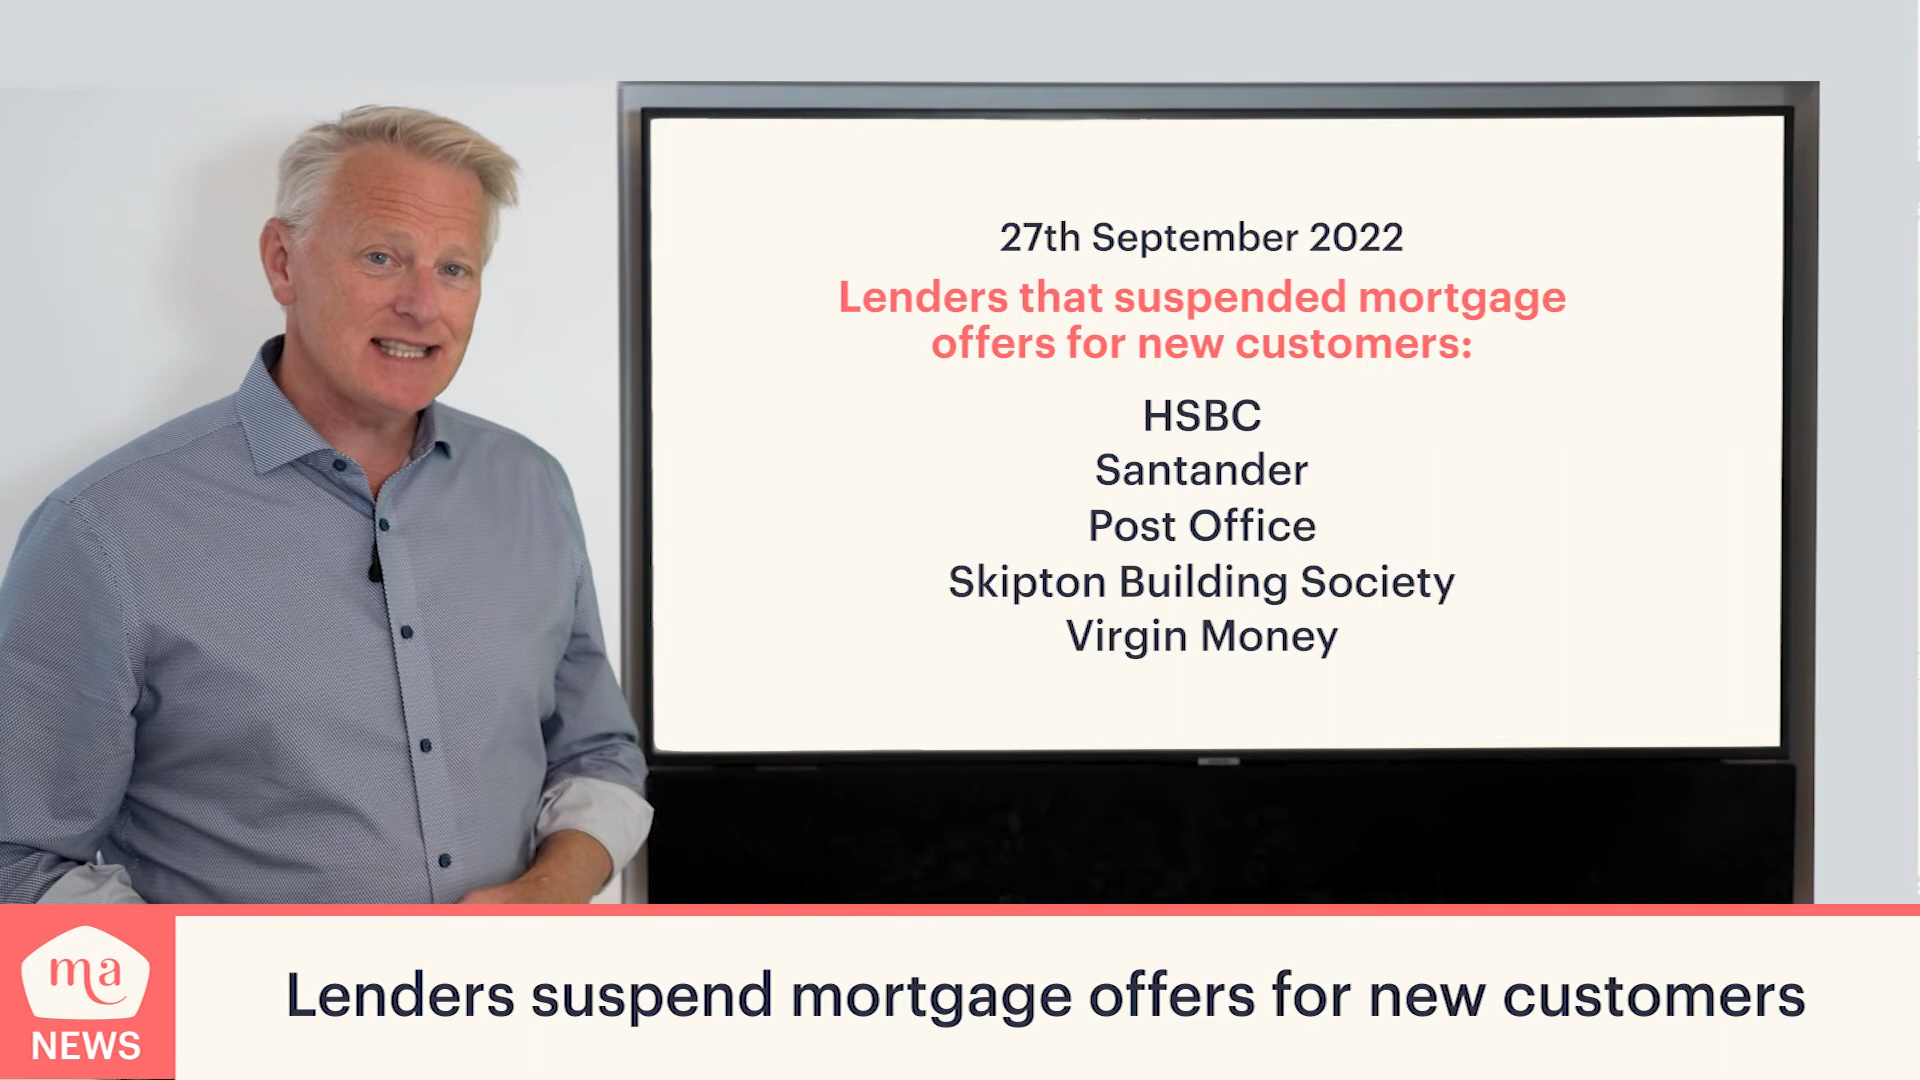 27th September 2022
Lenders that suspended mortgage
offers for new customers:
HSBC
Santander
Post Office
Skipton Building Society
Virgin Money
ma
NEWS
Lenders suspend mortgage offers for new customers